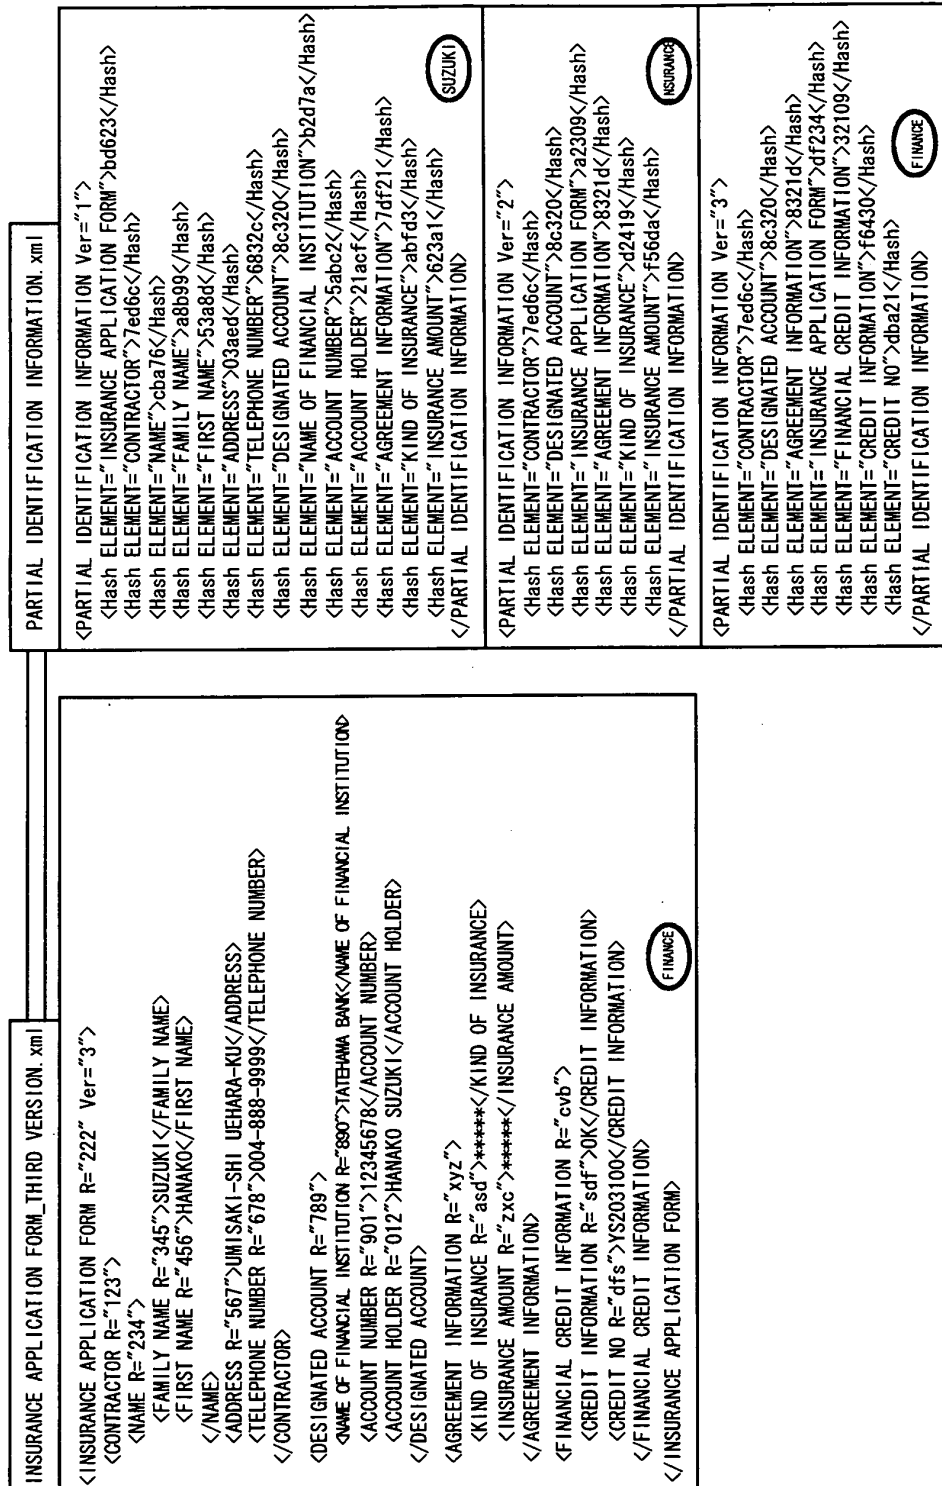 INSURANCE APPLICATION FORM_THIRD VERSION.xml
<INSURANCE APPLICATION FORM R="222" Ver="3">
<CONTRACTOR R="123">
<NAME R="234">
<FAMILY NAME R="345">SUZUKI</FAMILY NAME>
<FIRST NAME R="456">HANAKO</FIRST NAME>
</NAME>
<ADDRESS R="567">UMISAKI-SHI UEHARA-KU</ADDRESS>
<TELEPHONE NUMBER R="678">004-888-9999</TELEPHONE NUMBER>
</CONTRACTOR>
<DESIGNATED ACCOUNT R="789">
<NAME OF FINANCIAL INSTITUTION R="890">TATEHAMA BANK</NAME OF FINANCIAL INSTITUTION>
<ACCOUNT NUMBER R="901">12345678</ACCOUNT NUMBER>
<ACCOUNT HOLDER R="012">HANAKO SUZUKI</ACCOUNT HOLDER>
</DESIGNATED ACCOUNT>
<AGREEMENT INFORMATION R="xyz">
<KIND OF INSURANCE R="asd">*****</KIND OF INSURANCE>
<INSURANCE AMOUNT R="zxc">*****</INSURANCE AMOUNT>
</AGREEMENT INFORMATION>
<FINANCIAL CREDIT INFORMATION R="cvb">
<CREDIT INFORMATION R="sdf">OK</CREDIT INFORMATION>
<CREDIT NO R="dfs">YS203100</CREDIT INFORMATION>
</FINANCIAL CREDIT INFORMATION>
</INSURANCE APPLICATION FORM>
FINANCE
PARTIAL IDENTIFICATION INFORMATION.xml
<PARTIAL IDENTIFICATION INFORMATION Ver="1">
<Hash ELEMENT="INSURANCE APPLICATION FORM">bd623</Hash>
<Hash ELEMENT="CONTRACTOR">7ed6c</Hash>
<Hash ELEMENT="NAME">cba76</Hash>
<Hash ELEMENT="FAMILY NAME">a8b99</Hash>
<Hash ELEMENT="FIRST NAME">53a8d</Hash>
<Hash ELEMENT="ADDRESS">03aed</Hash>
<Hash ELEMENT="TELEPHONE NUMBER">6832c</Hash>
<Hash ELEMENT="DESIGNATED ACCOUNT">8c320</Hash>
<Hash ELEMENT="NAME OF FINANCIAL INSTITUTION">b2d7a</Hash>
<Hash ELEMENT="ACCOUNT NUMBER">5abc2</Hash>
<Hash ELEMENT="ACCOUNT HOLDER">21acf</Hash>
<Hash ELEMENT="AGREEMENT INFORMATION">7df21</Hash>
<Hash ELEMENT="KIND OF INSURANCE">abfd3</Hash>
<Hash ELEMENT="INSURANCE AMOUNT">623a1</Hash>
</PARTIAL IDENTIFICATION INFORMATION>
SUZUKI
<PARTIAL IDENTIFICATION INFORMATION Ver="2">
<Hash ELEMENT="CONTRACTOR">7ed6c</Hash>
<Hash ELEMENT="DESIGNATED ACCOUNT">8c320</Hash>
<Hash ELEMENT="INSURANCE APPLICATION FORM">a2309</Hash>
<Hash ELEMENT="AGREEMENT INFORMATION">8321d</Hash>
<Hash ELEMENT="KIND OF INSURANCE">d2419</Hash>
<Hash ELEMENT="INSURANCE AMOUNT">f56da</Hash>
</PARTIAL IDENTIFICATION INFORMATION>
NSURANCE
<PARTIAL IDENTIFICATION INFORMATION Ver="3">
<Hash ELEMENT="CONTRACTOR">7ed6c</Hash>
<Hash ELEMENT="DESIGNATED ACCOUNT">8c320</Hash>
<Hash ELEMENT="AGREEMENT INFORMATION">8321d</Hash>
<Hash ELEMENT="INSURANCE APPLICATION FORM">df234</Hash>
<Hash ELEMENT="FINANCIAL CREDIT INFORMATION">32109</Hash>
<Hash ELEMENT="CREDIT INFORMATION">f6430</Hash>
<Hash ELEMENT="CREDIT NO">dba21</Hash>
</PARTIAL IDENTIFICATION INFORMATION>
FINANCE